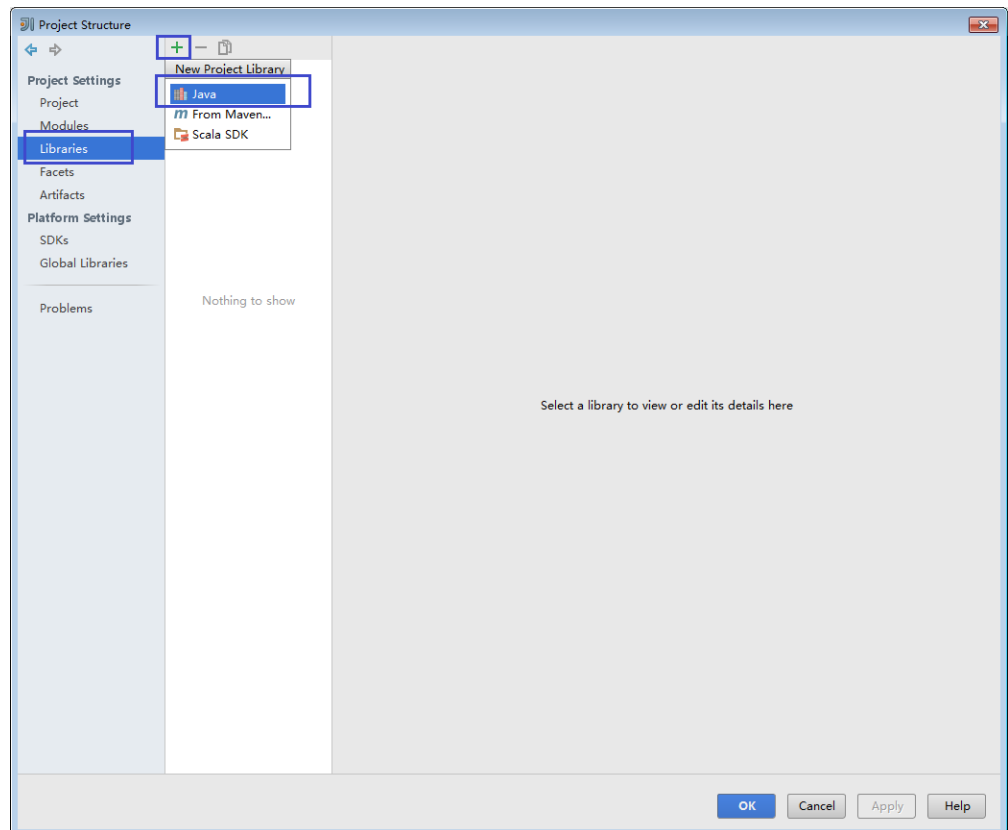 Project Structure
New Project Library
Project Settings
Project
Modules
Libraries
Facets
Artifacts
Platform Settings
SDKs
Global Libraries
Problems
Java
From Maven...
Scala SDK
Nothing to show
Select a library to view or edit its details here
OK
Cancel
Apply
Help